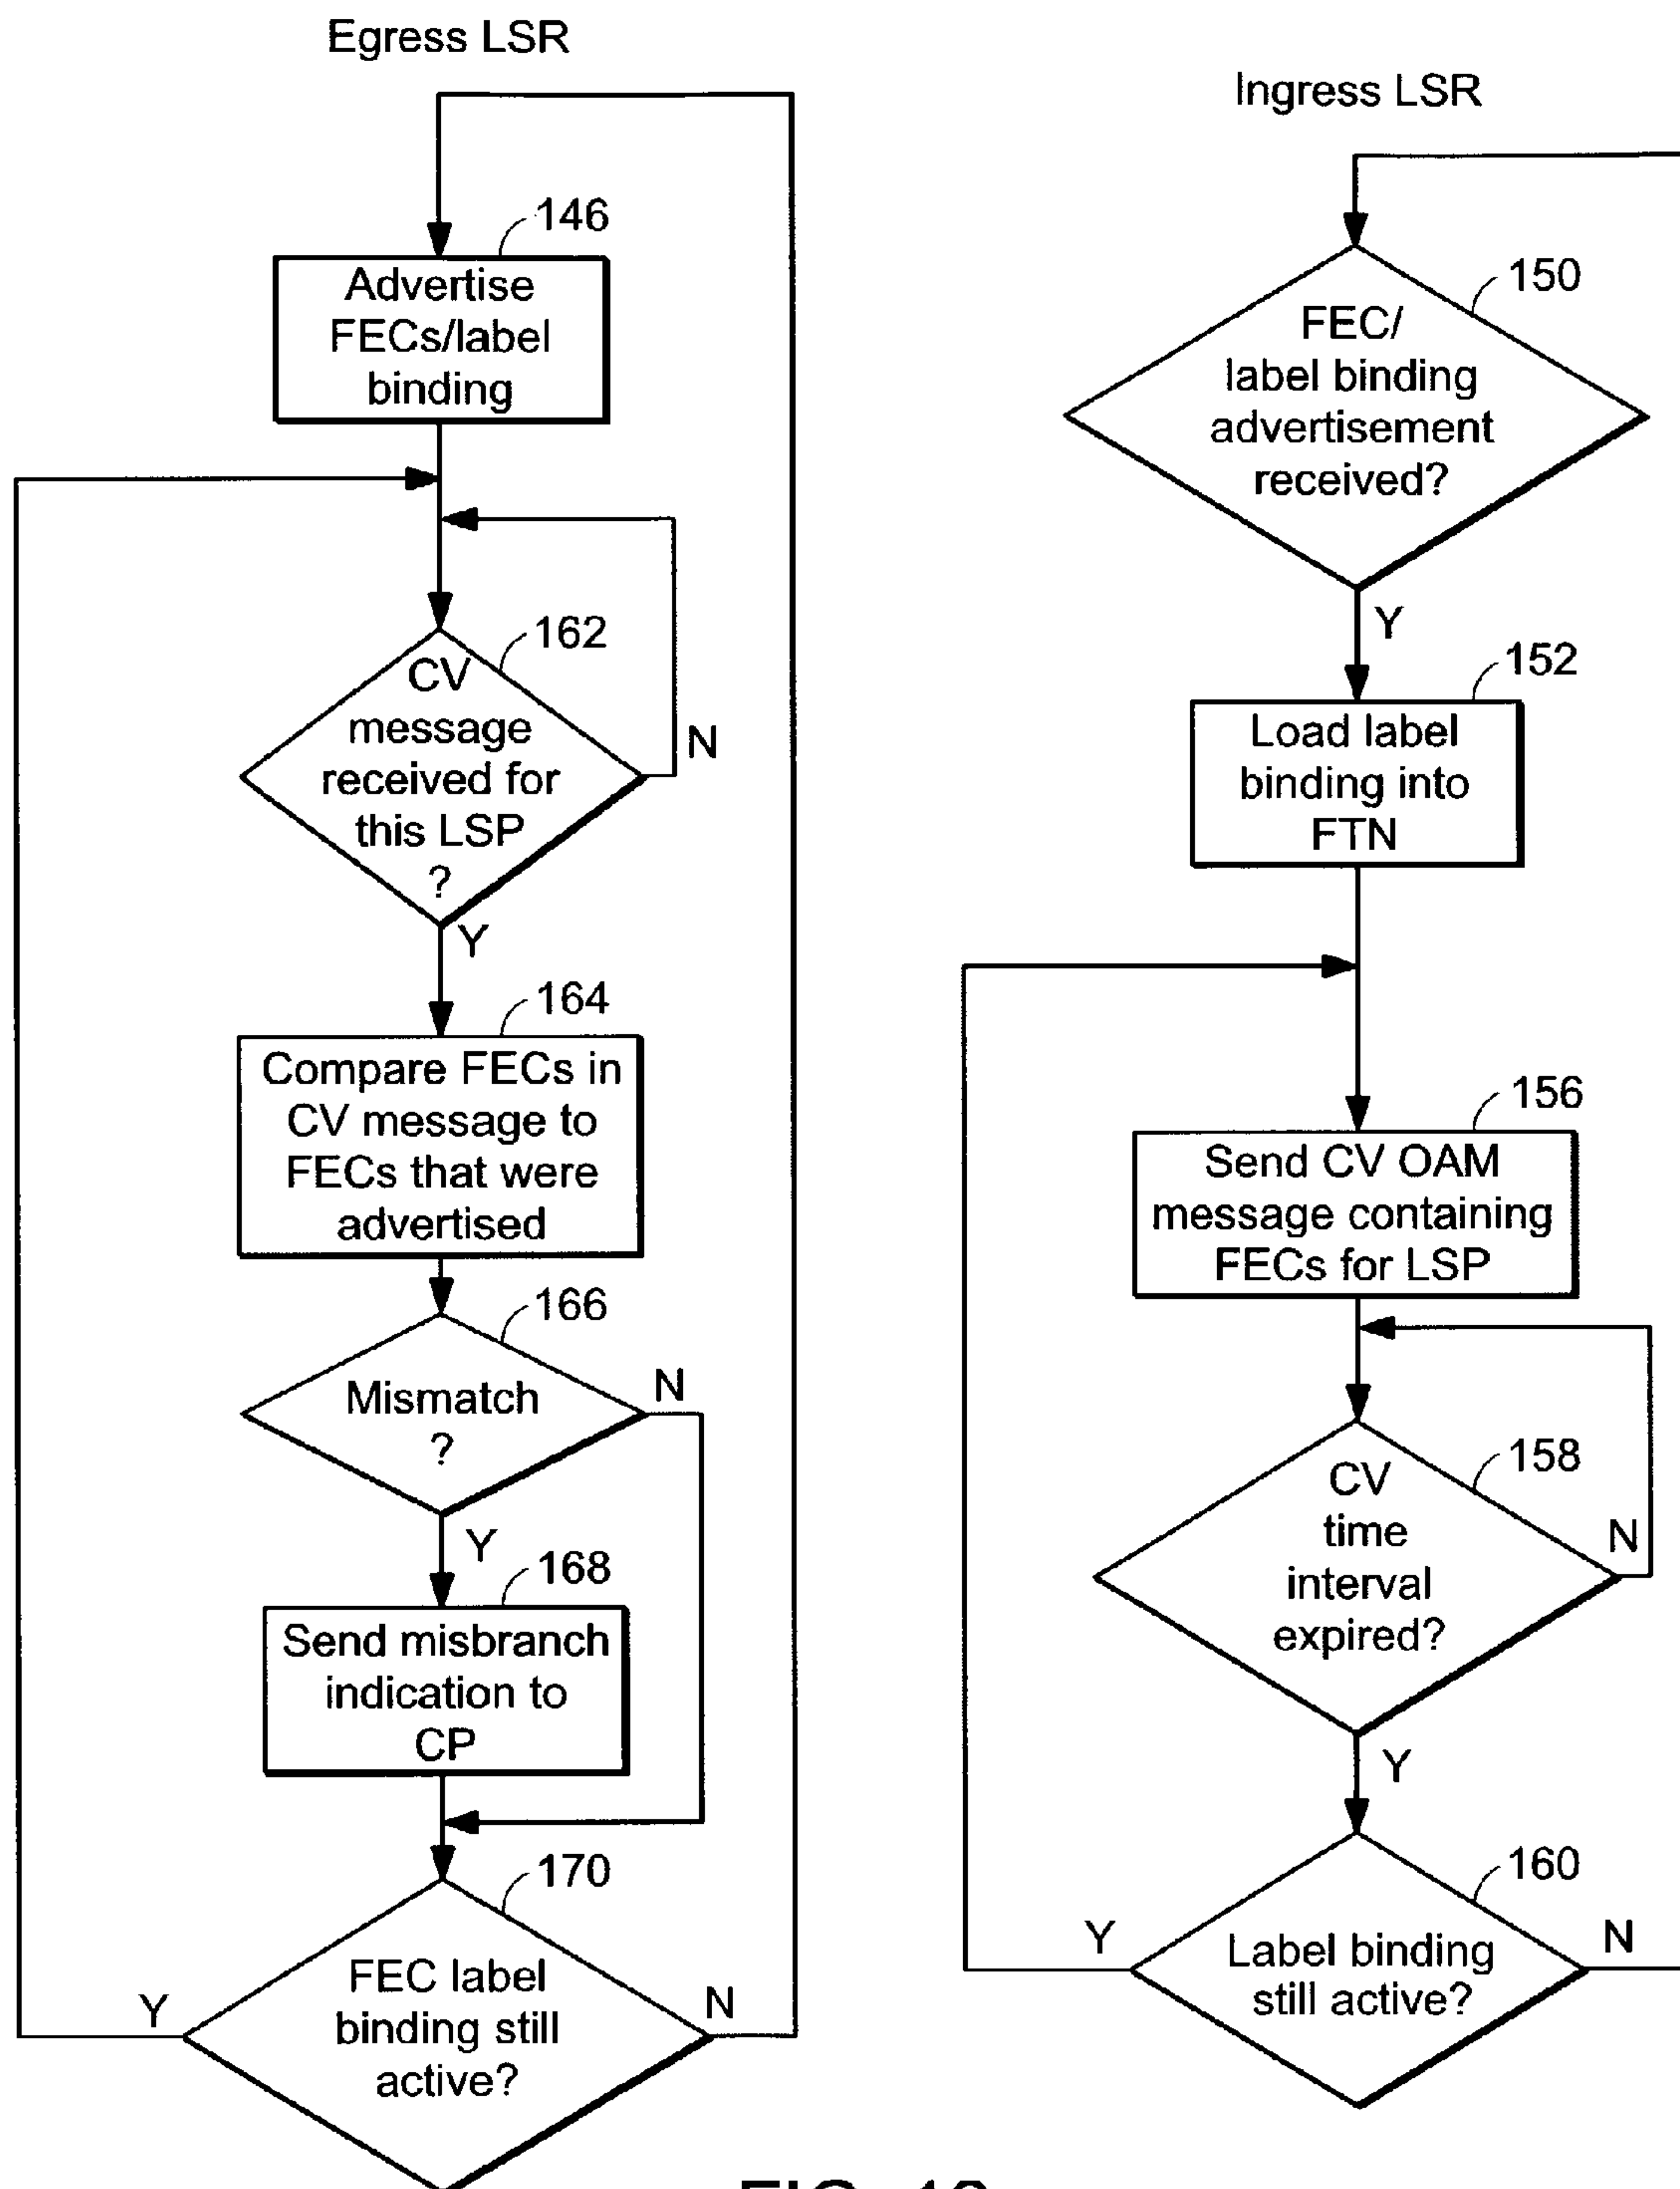 Egress LSR
146
Advertise
FECs/label
binding
162
CV
message
received for
this LSP
?
N
Y
164
Compare FECs in
CV message to
FECs that were
advertised
166
Mismatch
?
N
Y
168
Send misbranch
indication to
CP
170
FEC label
binding still
active?
Y
N
Ingress LSR
150
FEC/
label binding
advertisement
received?
Y
152
Load label
binding into
FTN
156
Send CV OAM
message containing
FECs for LSP
158
CV
time
interval
expired?
N
Y
160
Label binding
still active?
Y
N
FIG.